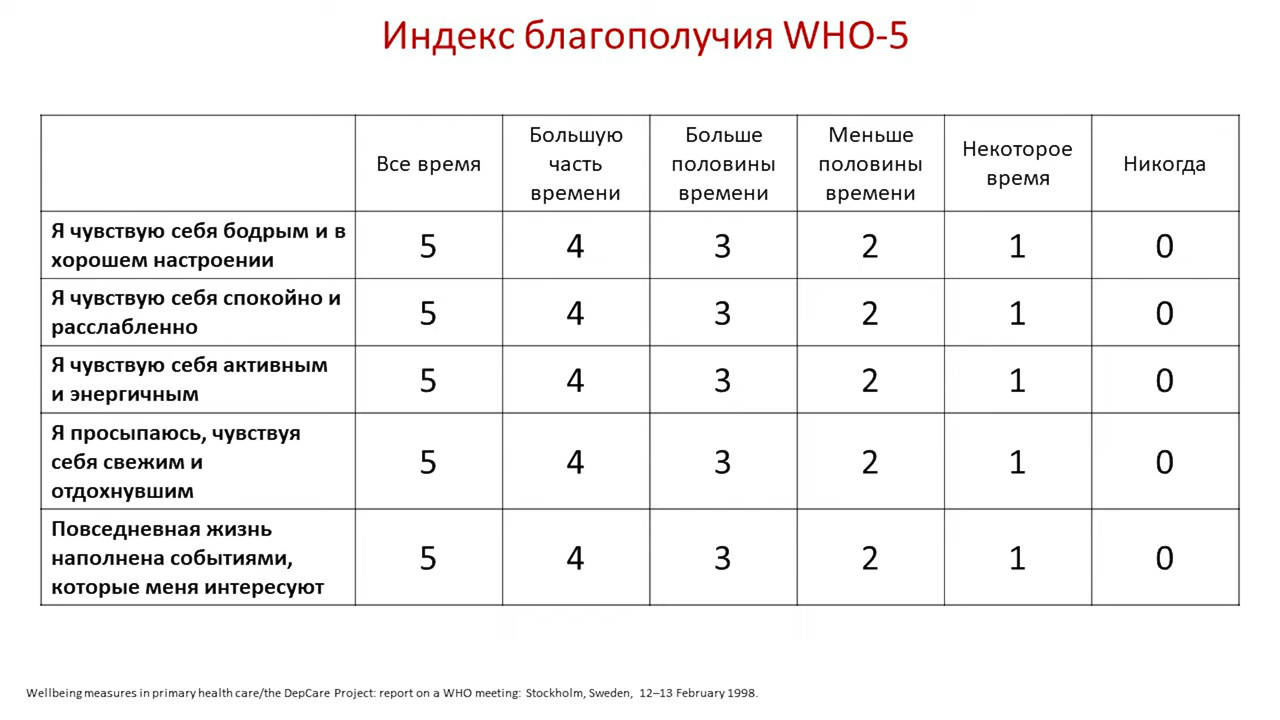 Индекс благополучия WHO-5
Все время
Большую
часть
времени
Больше
половины
времени
Меньше
половины
времени
Некоторое
время
Никогда
Я чувствую себя бодрым и в
хорошем настроении
5 4 3 2 1 0
Я чувствую себя спокойно и
расслабленно
5 4 3 2 1 0
Я чувствую себя активным
и энергичным
5 4 3 2 1 0
Я просыпаюсь, чувствуя
себя свежим и
отдохнувшим
5 4 3 2 1 0
Повседневная жизнь
наполнена событиями,
которые меня интересуют
5 4 3 2 1 0
Wellbeing measures in primary health care/the DepCare Project: report on a WHO meeting: Stockholm, Sweden, 12–13 February 1998.